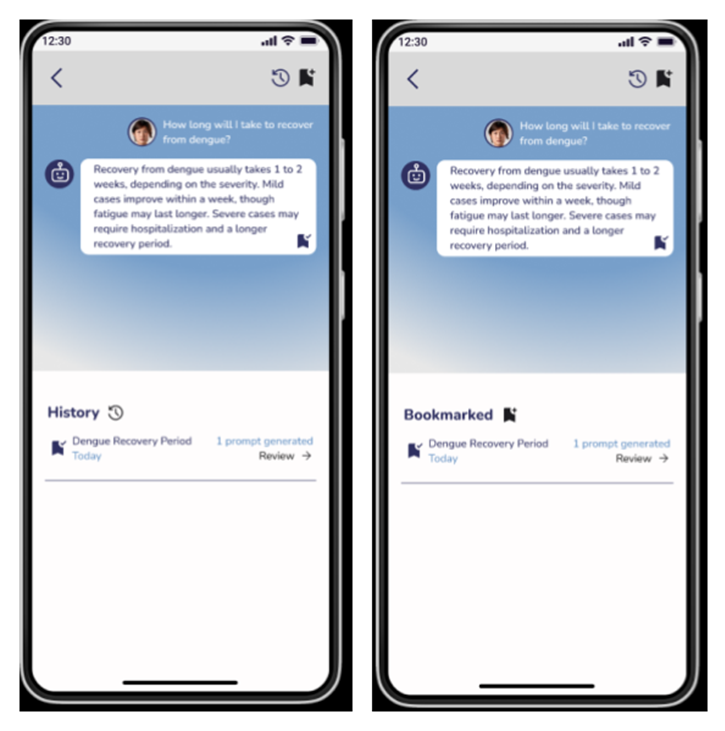 12:30
How long will I take to recover
from dengue?
Recovery from dengue usually takes 1 to 2
weeks, depending on the severity. Mild
cases improve within a week, though
fatigue may last longer. Severe cases may
require hospitalization and a longer
recovery period.
History
Dengue Recovery Period
1 prompt generated
Today
Review →
12:30
How long will I take to recover
from dengue?
Recovery from dengue usually takes 1 to 2
weeks, depending on the severity. Mild
cases improve within a week, though
fatigue may last longer. Severe cases may
require hospitalization and a longer
recovery period.
Bookmarked
Dengue Recovery Period
1 prompt generated
Today
Review →